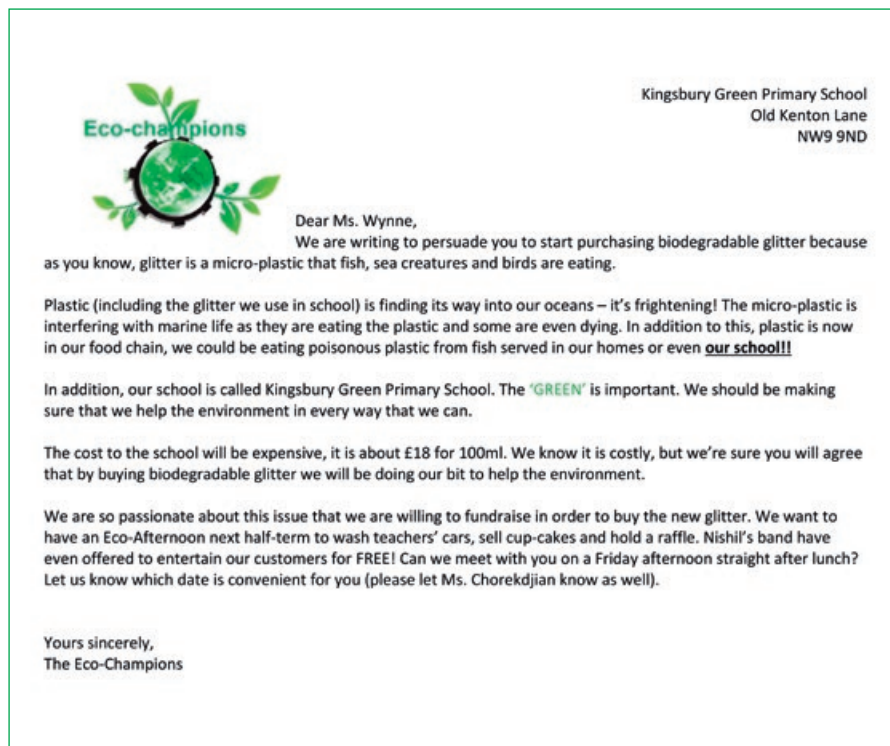 Eco-champions
Kingsbury Green Primary School
Old Kenton Lane
NW9 9ND
Dear Ms. Wynne,
We are writing to persuade you to start purchasing biodegradable glitter because
as you know, glitter is a micro-plastic that fish, sea creatures and birds are eating.
Plastic (including the glitter we use in school) is finding its way into our oceans – it's frightening! The micro-plastic is
interfering with marine life as they are eating the plastic and some are even dying. In addition to this, plastic is now
in our food chain, we could be eating poisonous plastic from fish served in our homes or even our school!!
In addition, our school is called Kingsbury Green Primary School. The 'GREEN' is important. We should be making
sure that we help the environment in every way that we can.
The cost to the school will be expensive, it is about £18 for 100ml. We know it is costly, but we're sure you will agree
that by buying biodegradable glitter we will be doing our bit to help the environment.
We are so passionate about this issue that we are willing to fundraise in order to buy the new glitter. We want to
have an Eco-Afternoon next half-term to wash teachers' cars, sell cup-cakes and hold a raffle. Nishil's band have
even offered to entertain our customers for FREE! Can we meet with you on a Friday afternoon straight after lunch?
Let us know which date is convenient for you (please let Ms. Chorekdjian know as well).
Yours sincerely,
The Eco-Champions